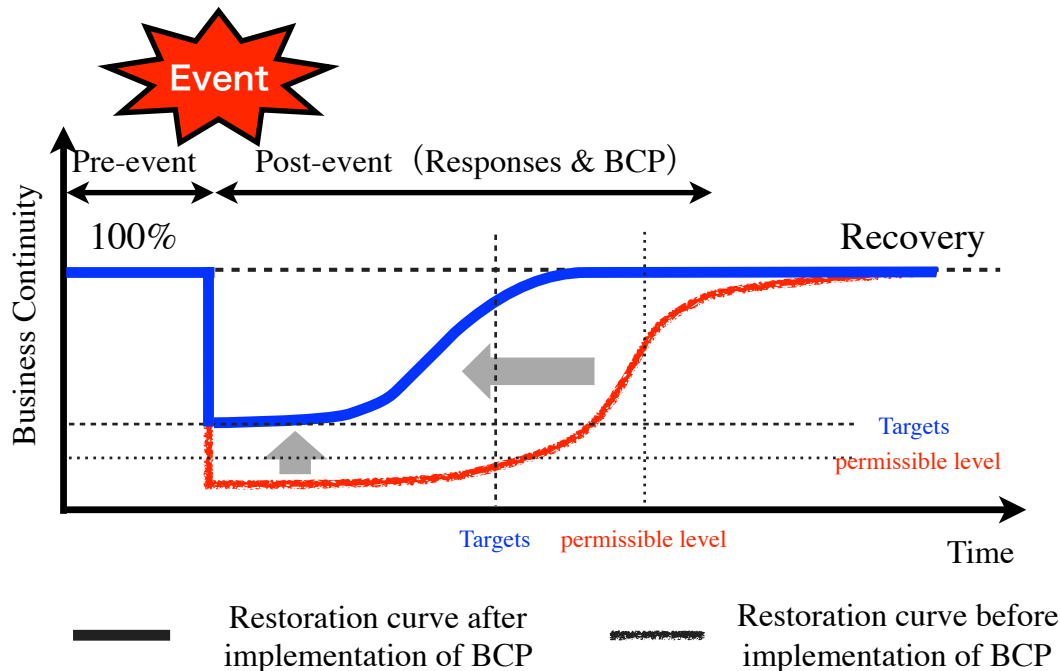 Event
Pre-event
Post-event（Responses & BCP）
100%
Recovery
Business Continuity
Targets
permissible level
Targets
permissible level
Time
Restoration curve after
implementation of BCP
Restoration curve before
implementation of BCP